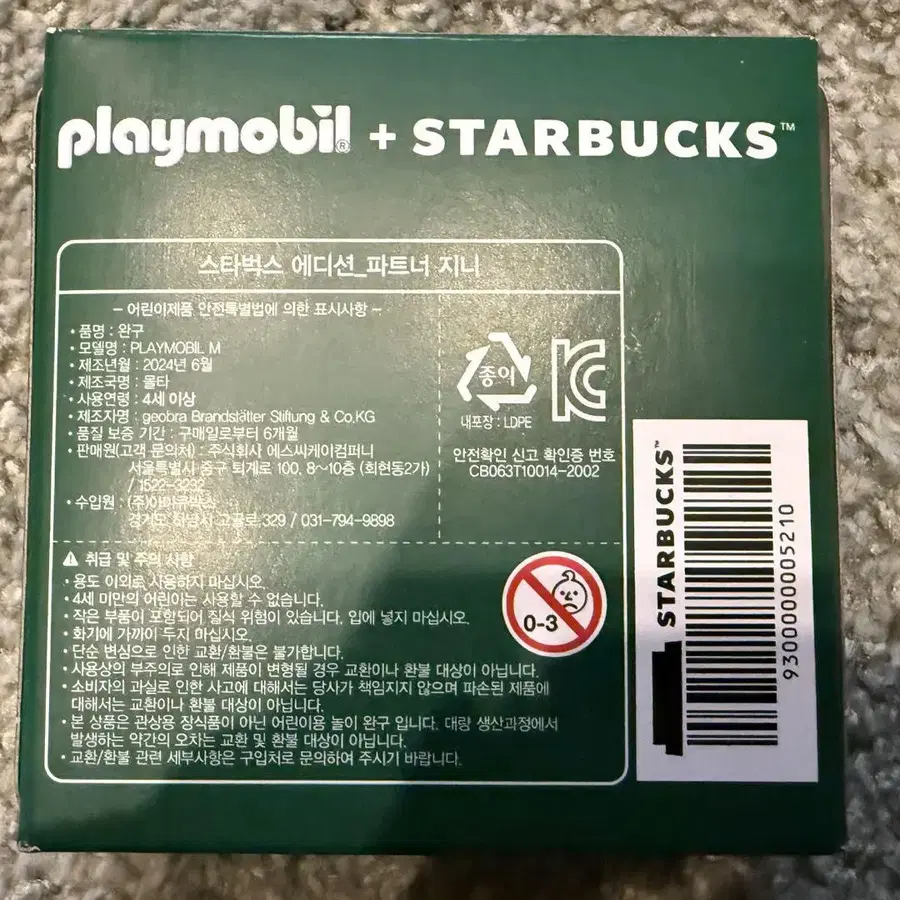 playmobil® + STARBUCKS™
스타벅스 에디션_파트너 지니
- 어린이제품 안전특별법에 의한 표시사항 -
• 품명 : 완구
• 모델명 : PLAYMOBIL M
• 제조년월 : 2024년 6월
• 제조국명 : 몰타
• 사용연령 : 4세 이상
• 제조자명 : geobra Brandstätter Stiftung & Co.KG
• 품질 보증 기간 : 구매일로부터 6개월
• 판매원(고객 문의처) : 주식회사 에스씨케이컴퍼니
서울특별시 중구 퇴계로 100, 8~10층 (회현동2가)
/ 1522-3232
• 수입원 : (주)아이큐박스
경기도 하남시 고골로 329 / 031-794-9898
종이
내포장 : LDPE
안전확인 신고 확인증 번호
CB063T10014-2002
취급 및 주의 사항
• 용도 이외로 사용하지 마십시오.
• 4세 미만의 어린이는 사용할 수 없습니다.
• 작은 부품이 포함되어 질식 위험이 있습니다. 입에 넣지 마십시오.
• 화기에 가까이 두지 마십시오.
• 단순 변심으로 인한 교환/환불은 불가합니다.
• 사용상의 부주의로 인해 제품이 변형될 경우 교환이나 환불 대상이 아닙니다.
• 소비자의 과실로 인한 사고에 대해서는 당사가 책임지지 않으며 파손된 제품에
대해서는 교환이나 환불 대상이 아닙니다.
• 본 상품은 관상용 장식품이 아닌 어린이용 놀이 완구 입니다. 대량 생산과정에서
발생하는 약간의 오차는 교환 및 환불 대상이 아닙니다.
• 교환/환불 관련 세부사항은 구입처로 문의하여 주시기 바랍니다.
0-3
STARBUCKS™
9300000005210